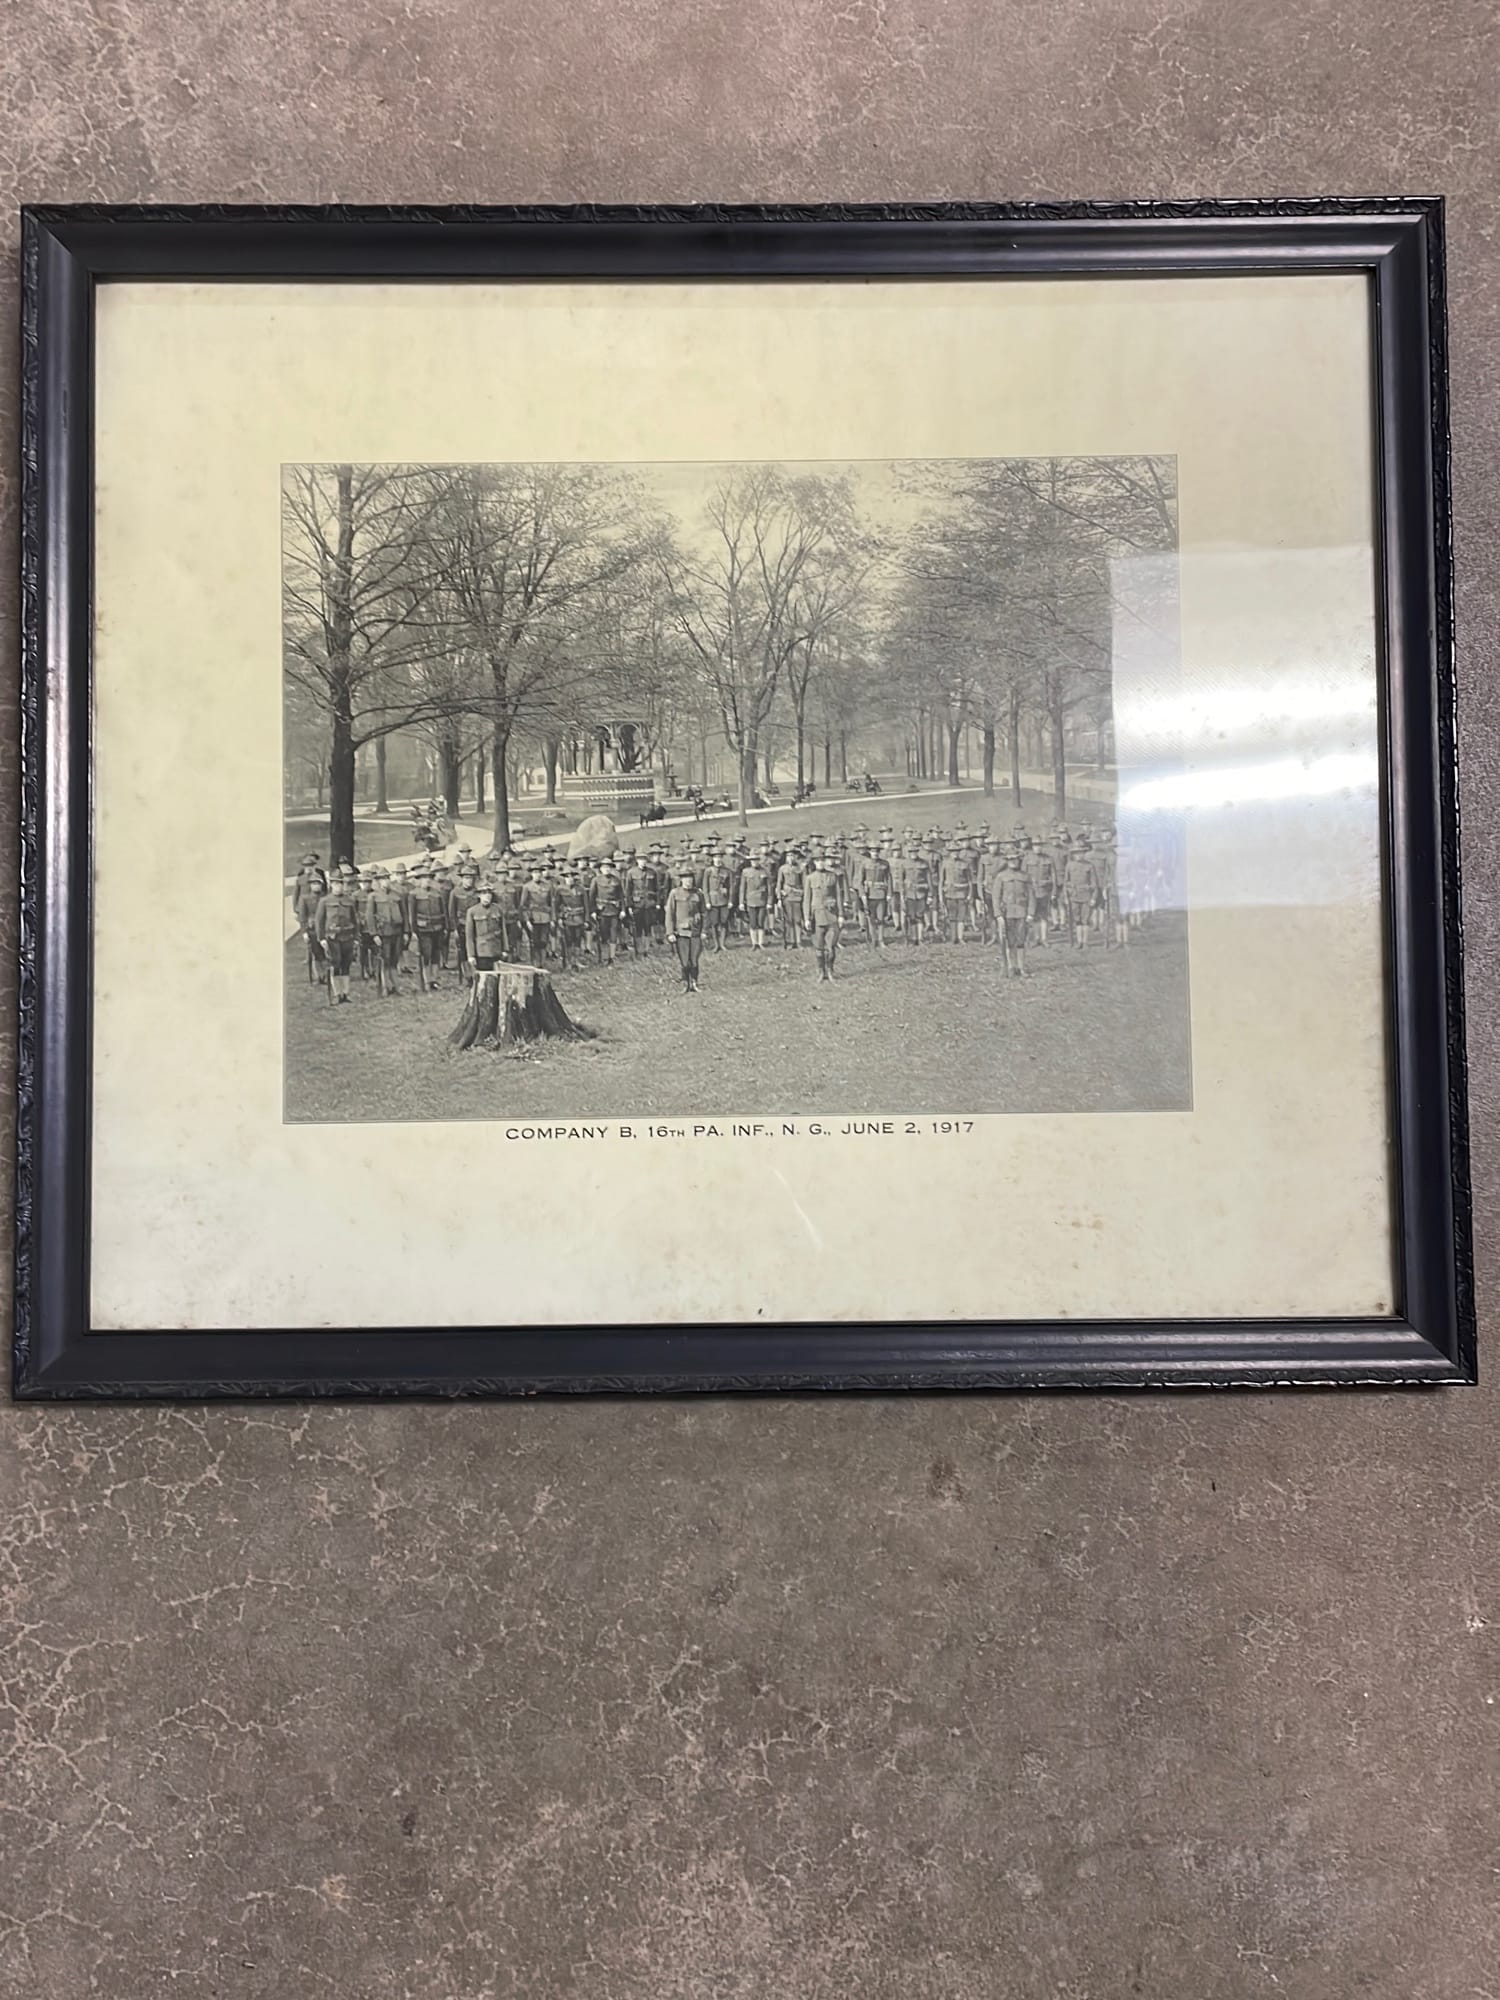 COMPANY B, 16TH PA. INF., N. G., JUNE 2, 1917